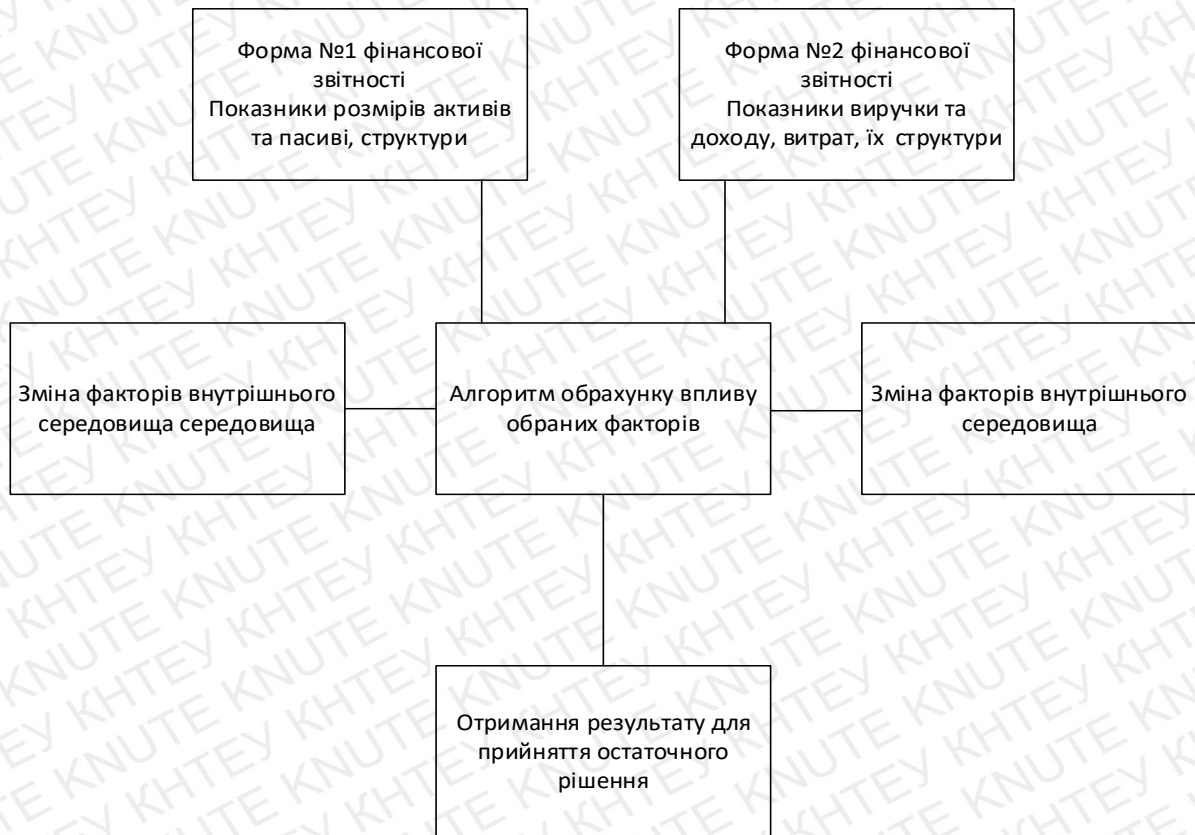 Форма №1 фінансової
звітності
Показники розмірів активів
та пасиві, структури
Форма №2 фінансової
звітності
Показники виручки та
доходу, витрат, їх структури
Зміна факторів внутрішнього
середовища середовища
Алгоритм обрахунку впливу
обраних факторів
Зміна факторів внутрішнього
середовища
Отримання результату для
прийняття остаточного
рішення